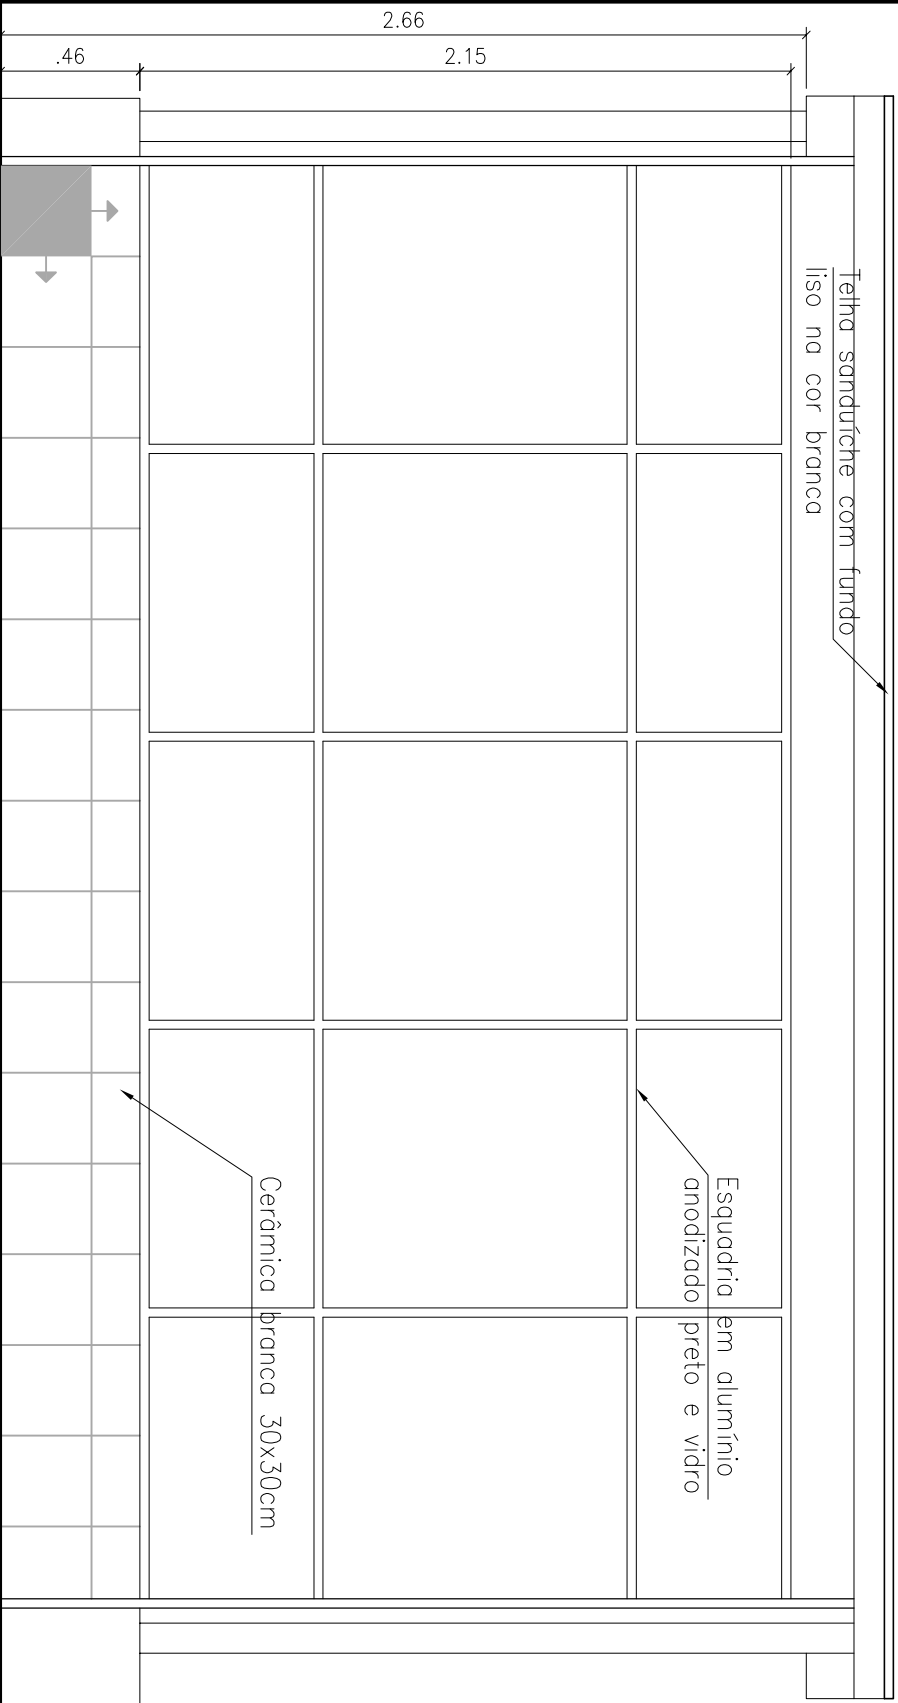 2.66
.46
2.15
Telha sanduíche com fundo
liso na cor branca
Esquadria em alumínio
anodizado preto e vidro
Cerâmica branca 30x30cm